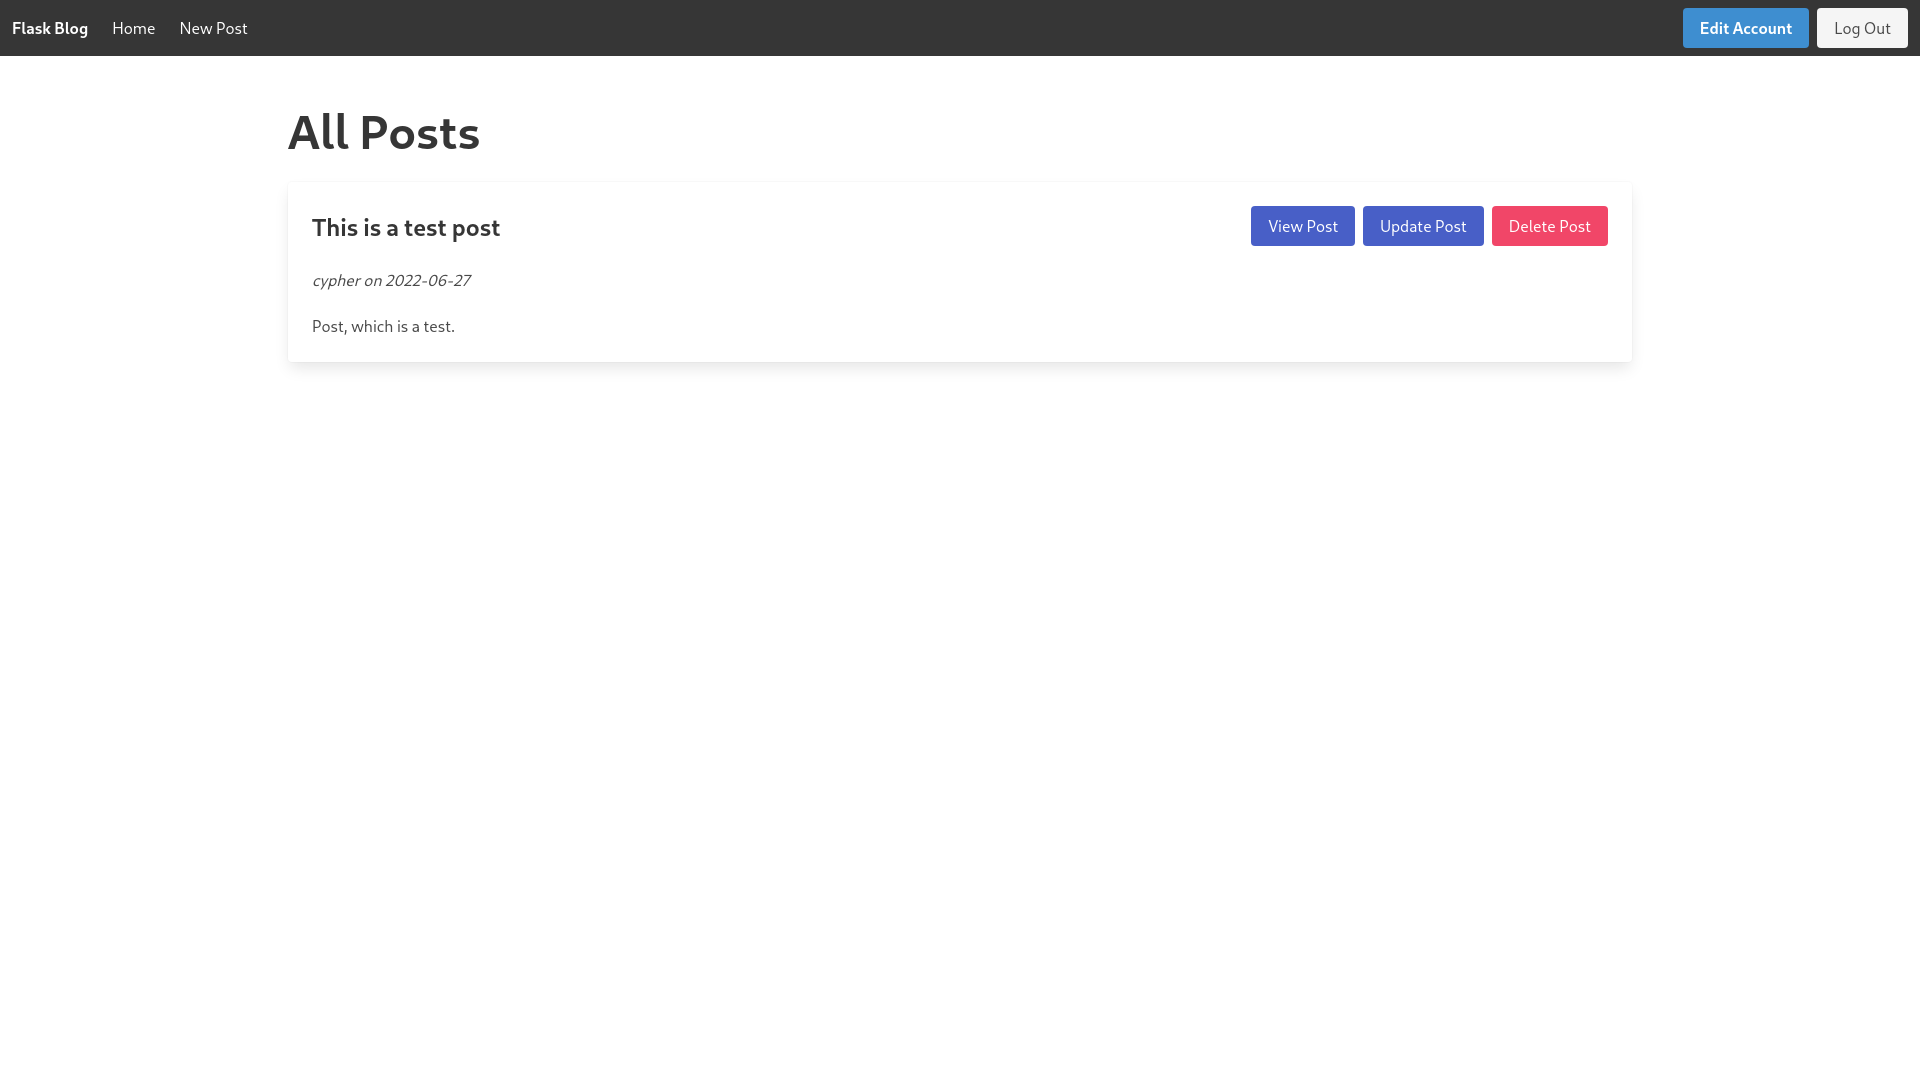 Flask Blog Home New Post Edit Account Log Out
All Posts
This is a test post View Post Update Post Delete Post
cypher on 2022-06-27
Post, which is a test.